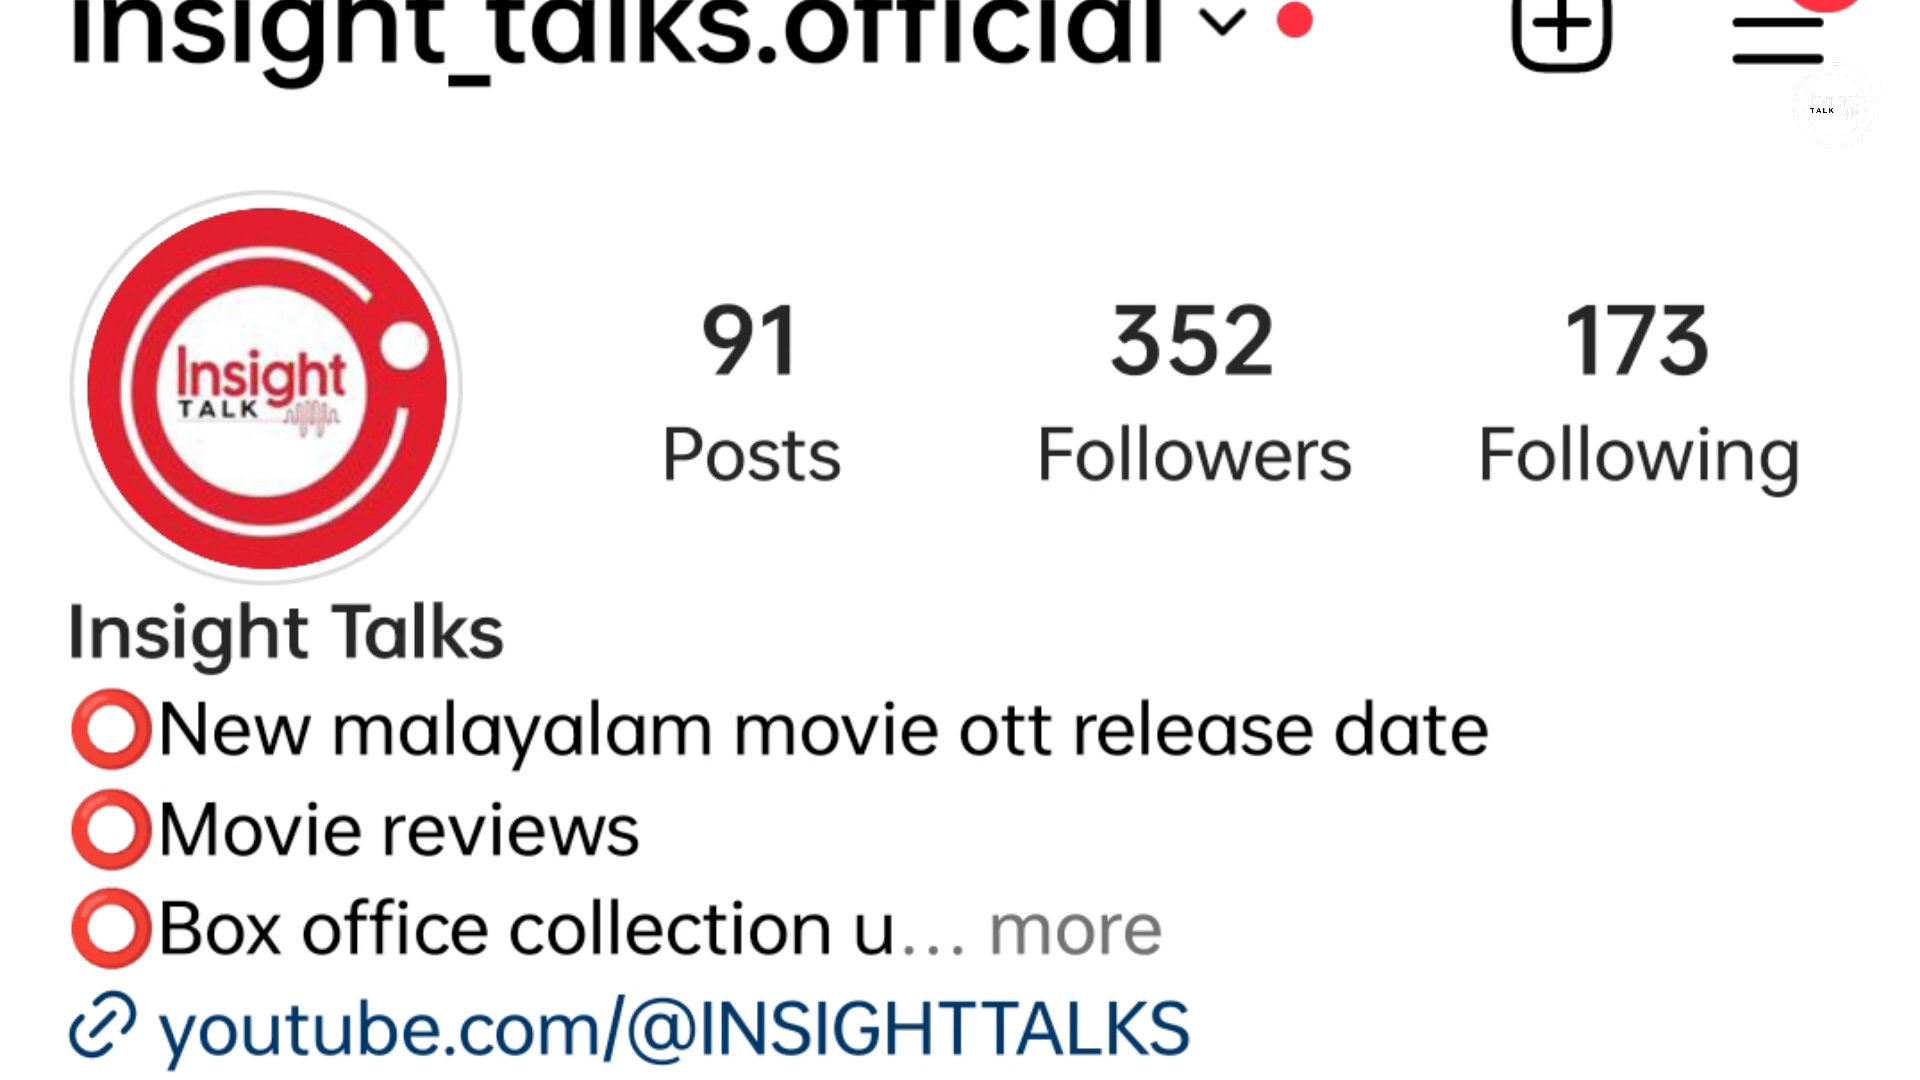 insight_talks.official
TALK
Insight
TALK
91 352 173
Posts Followers Following
Insight Talks
⭕New malayalam movie ott release date
⭕Movie reviews
⭕Box office collection u... more
youtube.com/@INSIGHTTALKS